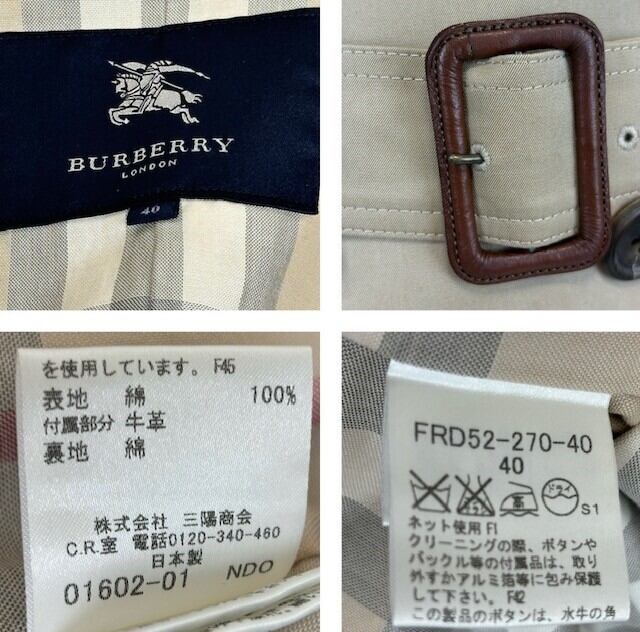 BURBERRY
LONDON
40
を使用しています。F45
表地 綿 100%
付属部分 牛革
裏地 綿
株式会社 三陽商会
C.R.室 電話0120-340-460
日本製
01602-01 NDO
FRD52-270-40
40
ドライ
S1
ネット使用 F1
クリーニングの際、ボタンや
バックル等の付属品は、取り
外すかアルミ箔等に包み保護
して下さい。F42
この製品のボタンは、水牛の角